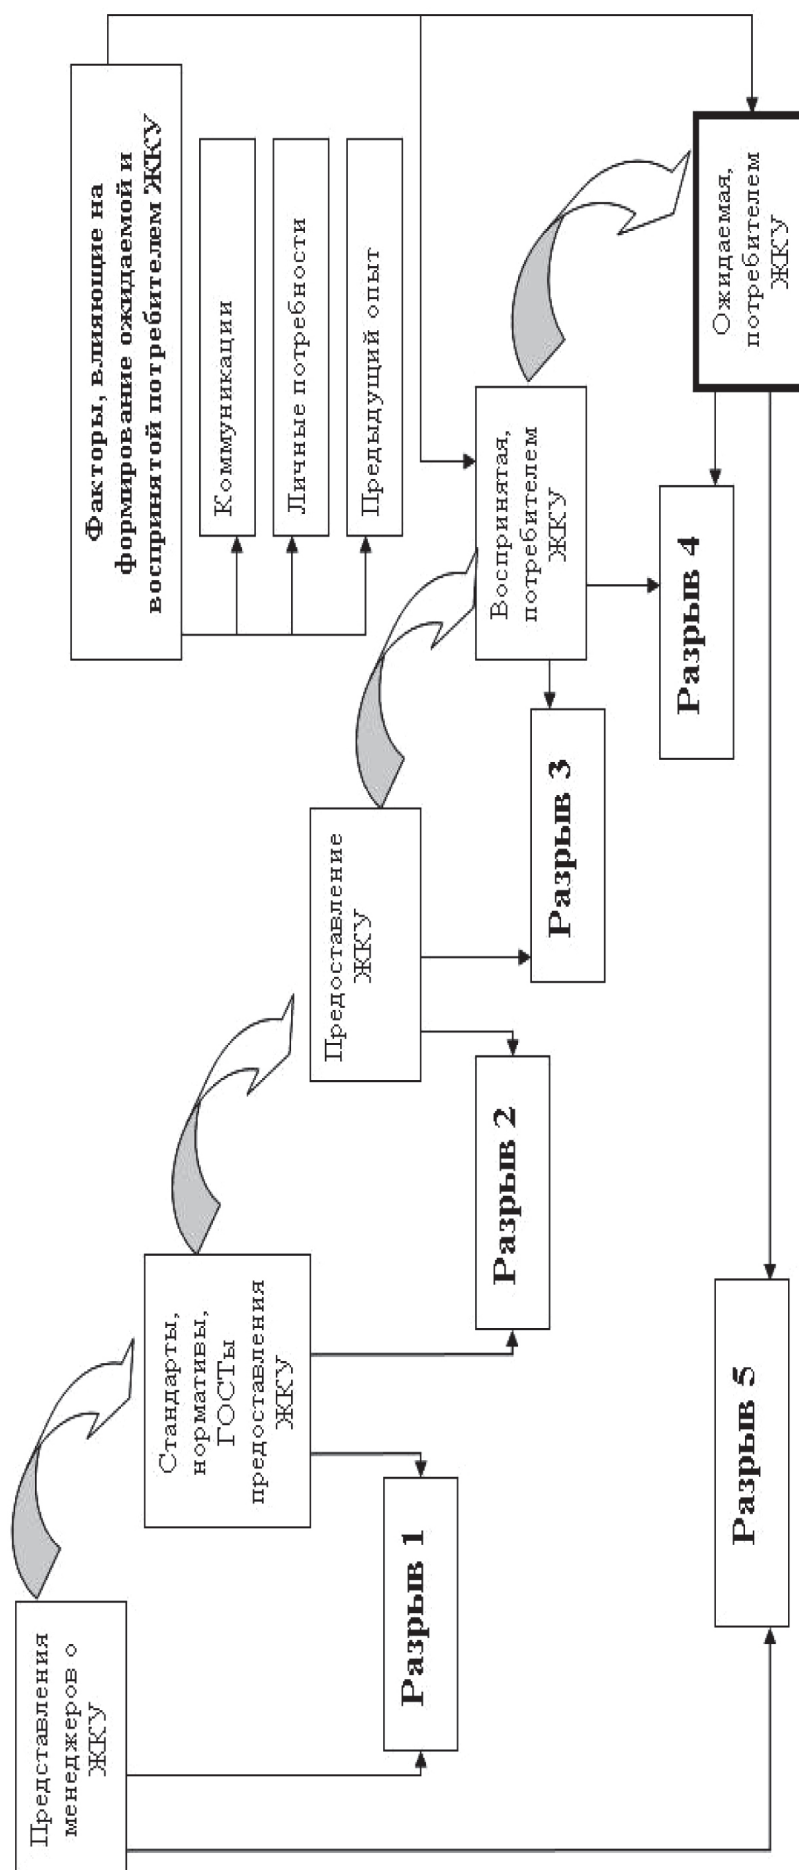 Факторы, влияющие на
формирование ожидаемой и
воспринятой потребителем ЖКУ
Коммуникации
Личные потребности
Предыдущий опыт
Представления
менеджеров о
ЖКУ
Стандарты,
нормативы,
ГОСТы
предоставления
ЖКУ
Предоставление
ЖКУ
Воспринятая,
потребителем
ЖКУ
Ожидаемая,
потребителем
ЖКУ
Разрыв 1
Разрыв 2
Разрыв 3
Разрыв 4
Разрыв 5